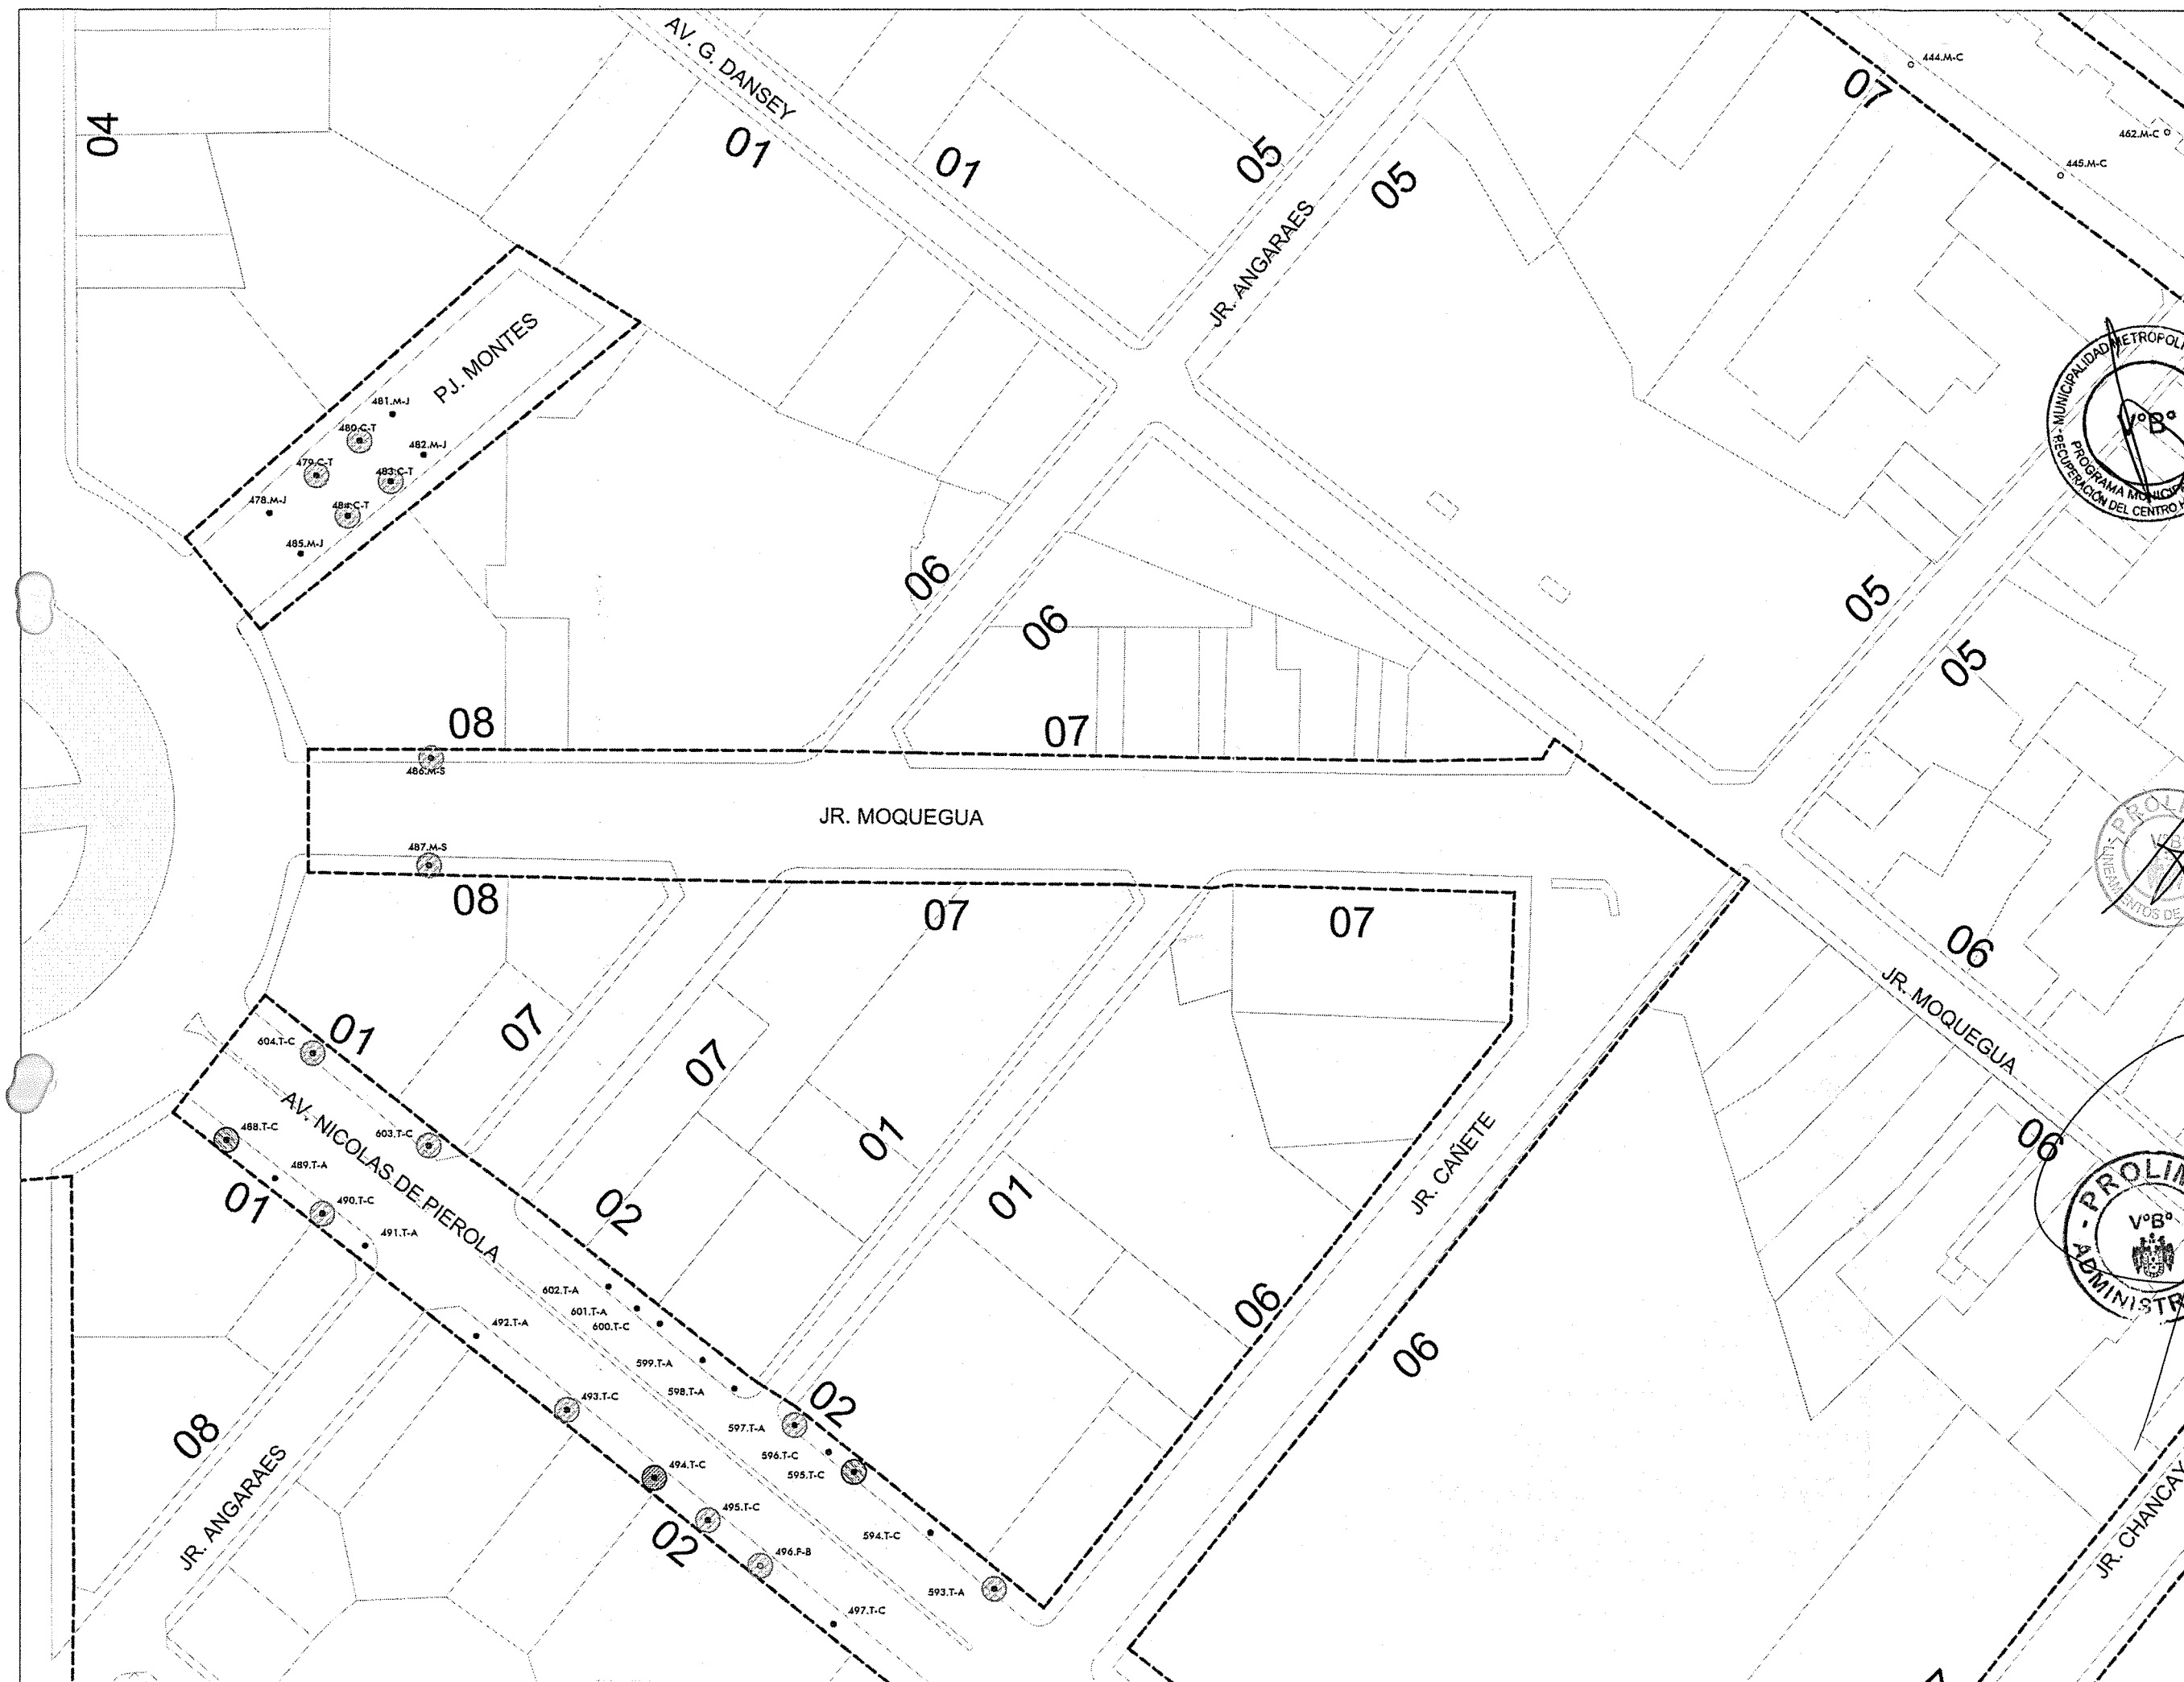 AV. G. DANSEY
04
01
01
05
05
07
444.M-C
462.M-C
445.M-C
JR. ANGARAES
PJ. MONTES
481.M-J
480.C-T
482.M-J
479.C-T
483.C-T
478.M-J
484.C-T
485.M-J
MUNICIPALIDAD
V°B°
PROGRAMA
RECUPERACIÓN DEL CENTRO
06
06
05
05
08
07
486.M-S
JR. MOQUEGUA
487.M-S
08
07
07
V°B°
06
JR. MOQUEGUA
06
01
07
07
604.T-C
AV. NICOLAS DE PIEROLA
488.T-C
603.T-C
489.T-A
01
490.T-C
491.T-A
01
01
02
JR. CAÑETE
V°B°
602.T-A
601.T-A
600.T-C
492.T-A
599.T-A
598.T-A
06
06
493.T-C
02
597.T-A
596.T-C
595.T-C
08
JR. ANGARAES
494.T-C
495.T-C
02
496.F-B
594.T-C
593.T-A
497.T-C
JR. CHANCAY